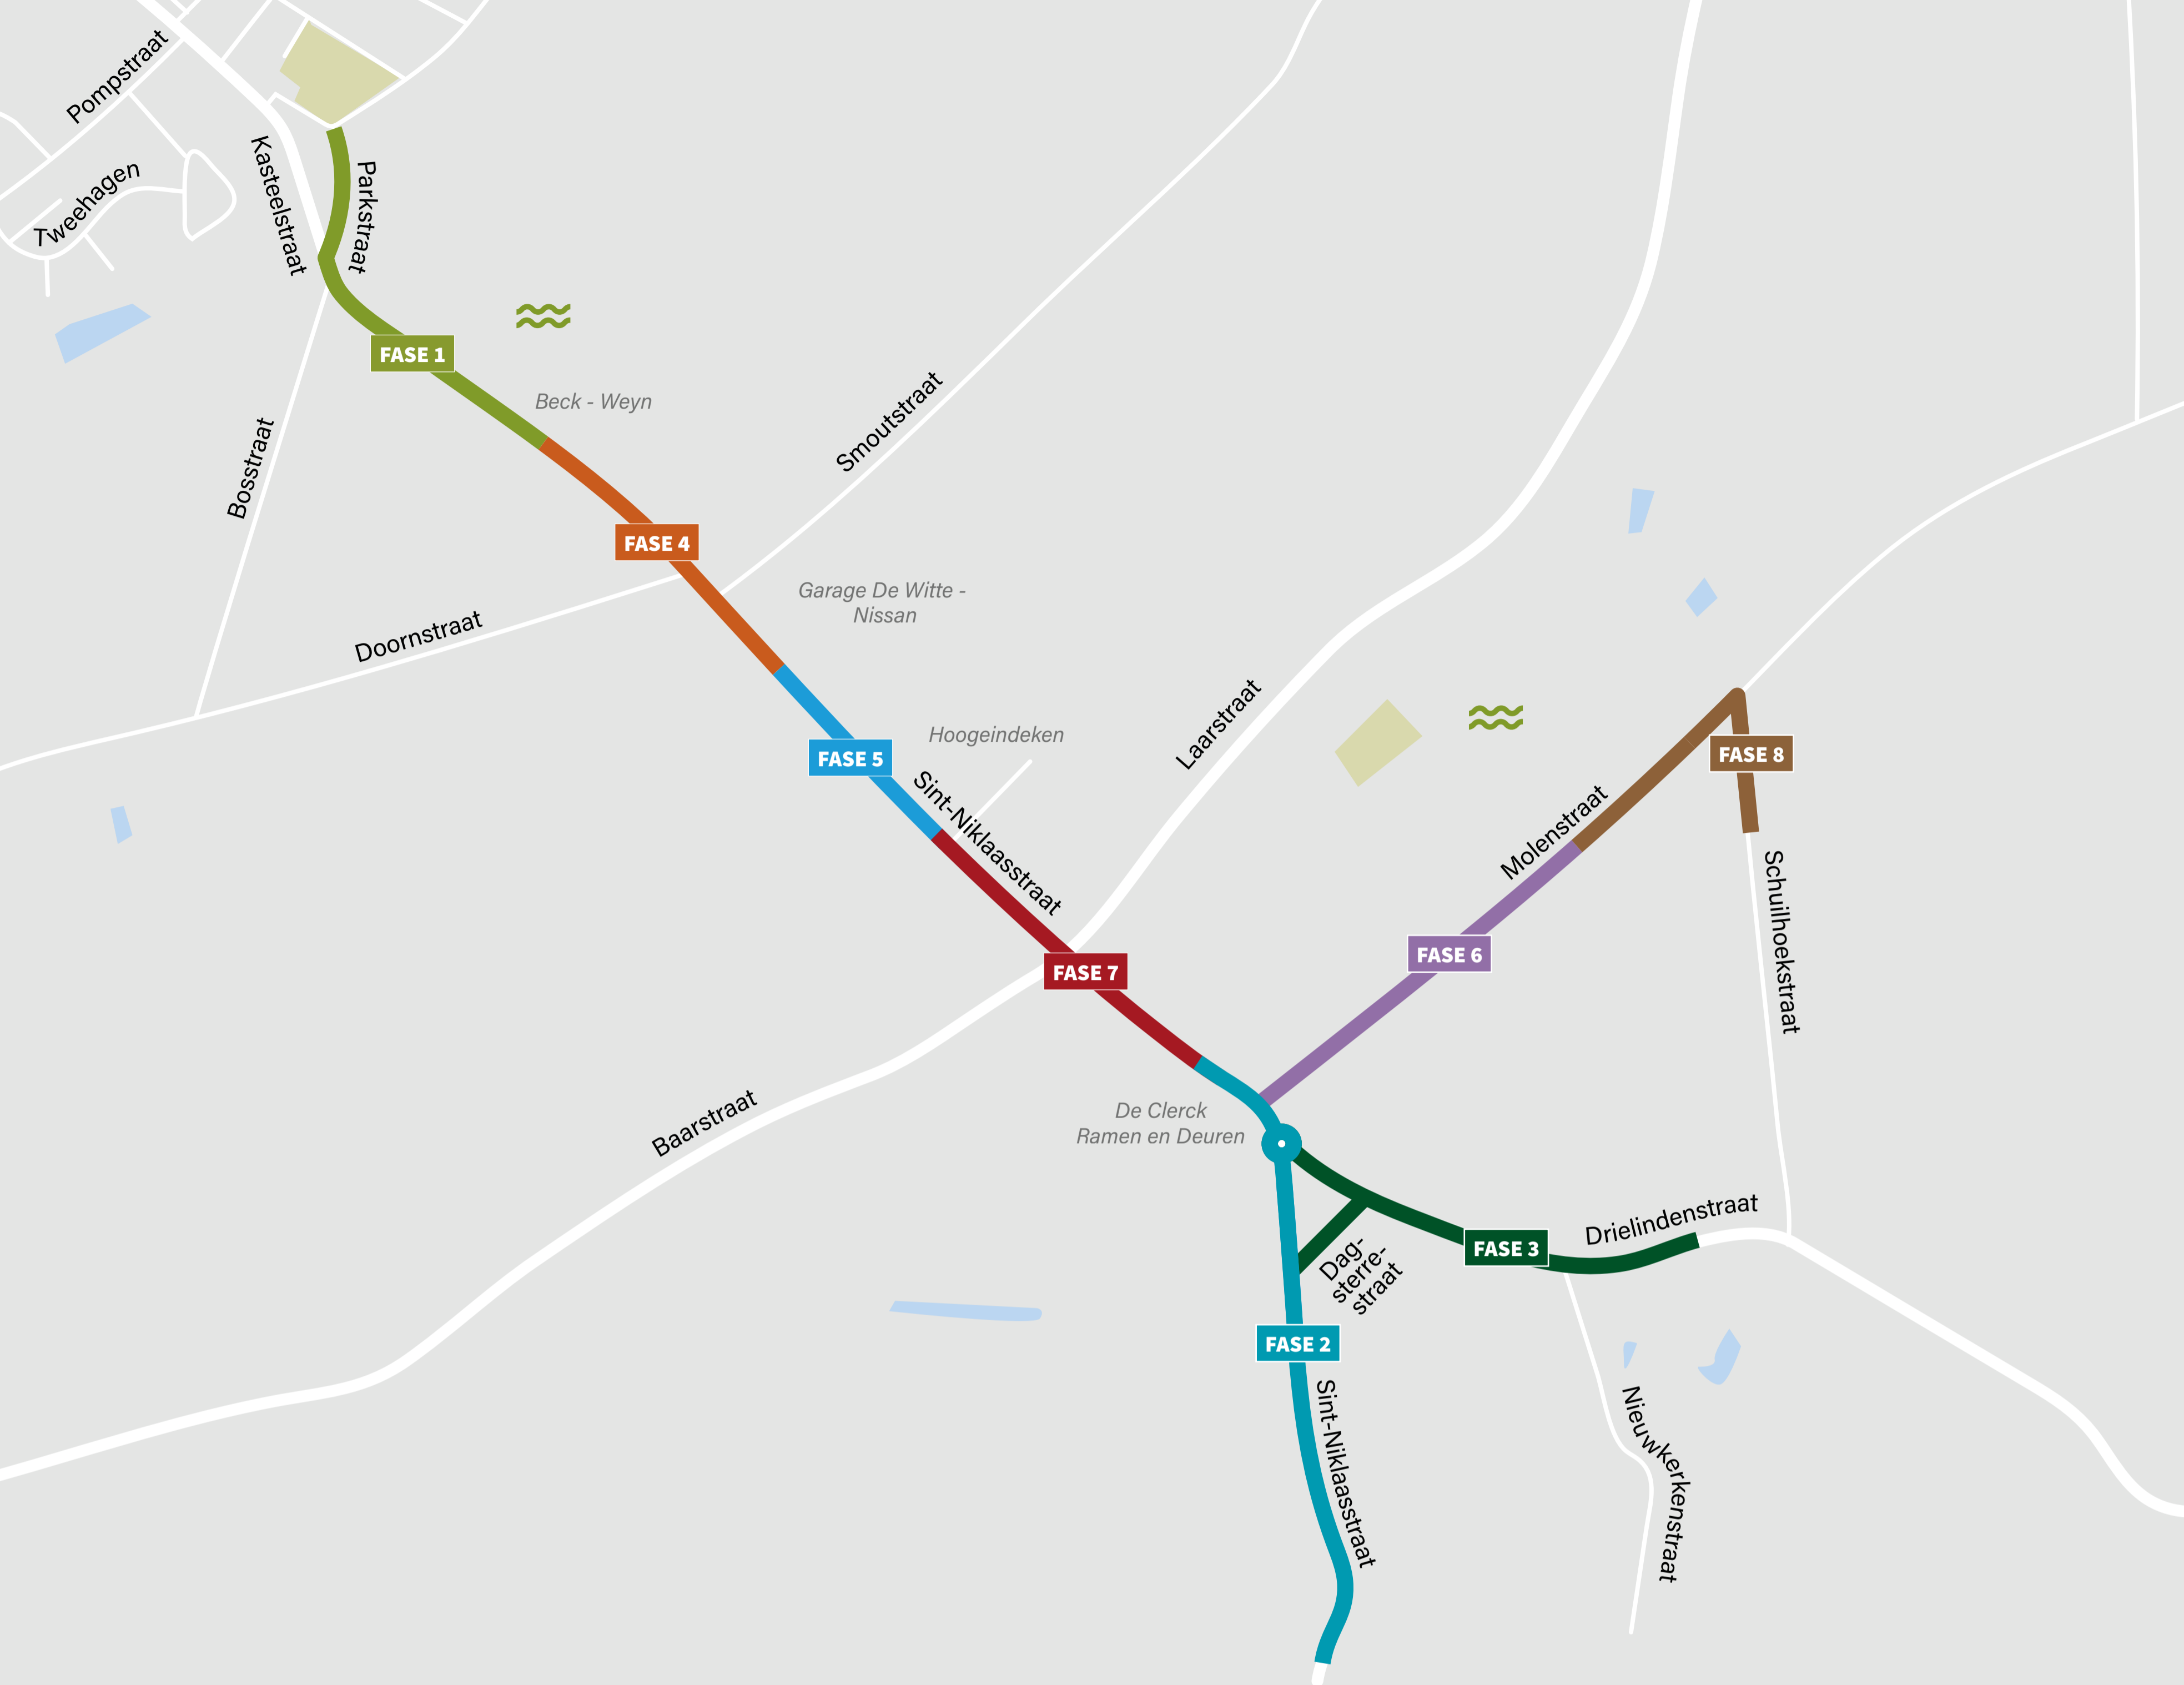 Pompstraat
Tweehagen
Kasteelstraat
Parkstraat
FASE 1
Beck - Weyn
Bosstraat
Smoutstraat
FASE 4
Garage De Witte -
Nissan
Doornstraat
FASE 5
Hoogeindeken
Sint-Niklaasstraat
Laarstraat
FASE 8
Molenstraat
Schuilhoekstraat
FASE 6
FASE 7
Baarstraat
De Clerck
Ramen en Deuren
Drielindenstraat
FASE 3
Dag-
sterre-
straat
FASE 2
Sint-Niklaasstraat
Nieuwkerkenstraat